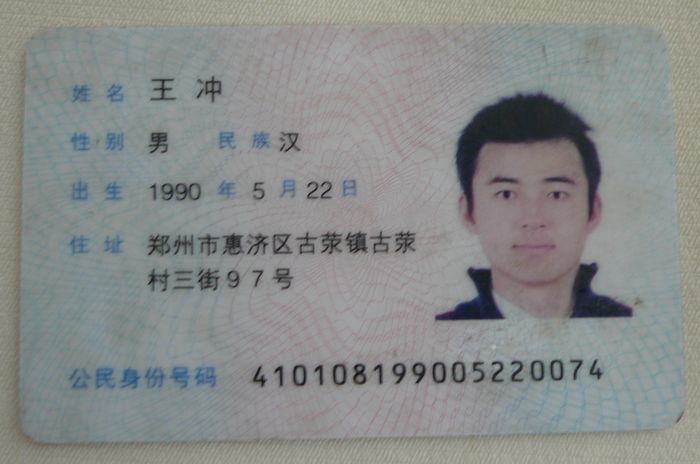 姓名 王冲
性别 男 民族 汉
出生 1990 年 5 月 22 日
住址 郑州市惠济区古荥镇古荥
村三街97号
公民身份号码 410108199005220074